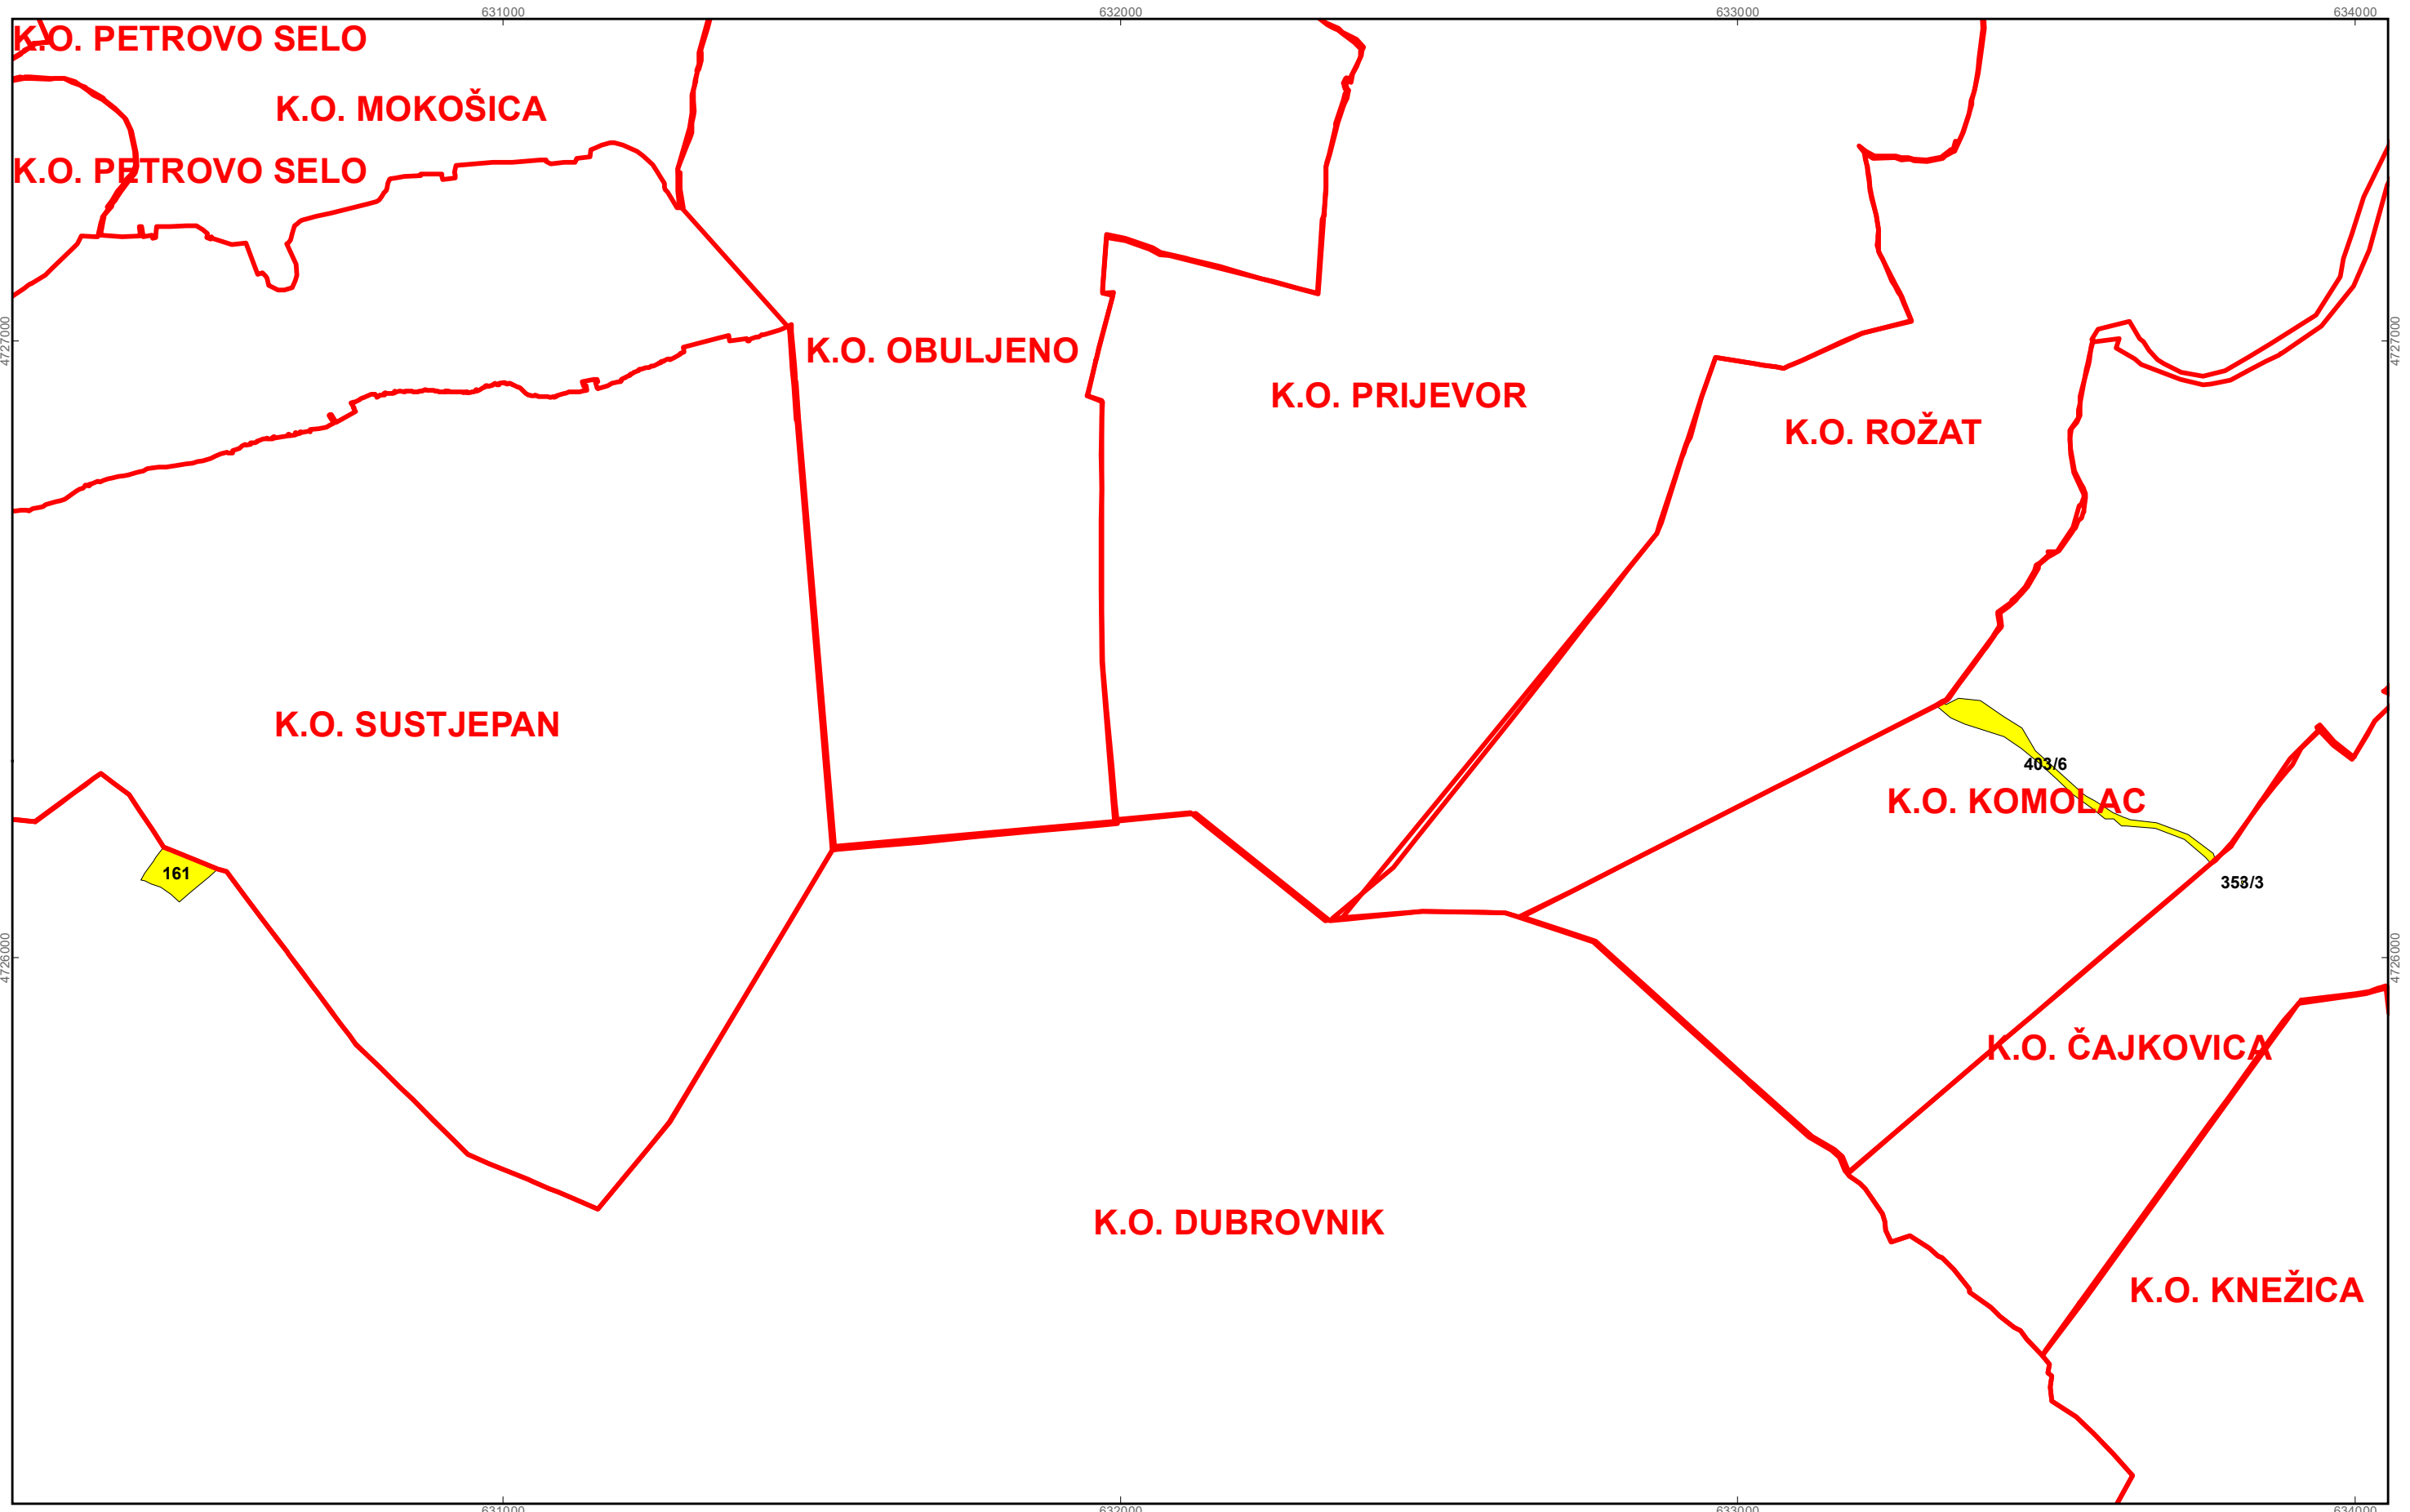 631000
632000
633000
634000
K.O. PETROVO SELO
K.O. MOKOŠICA
K.O. PETROVO SELO
4727000
4727000
K.O. OBULJENO
K.O. PRIJEVOR
K.O. ROŽAT
K.O. SUSTJEPAN
403/6
K.O. KOMOLAC
161
4726000
4726000
K.O. ČAJKOVICA
K.O. DUBROVNIK
K.O. KNEŽICA
631000
632000
633000
634000